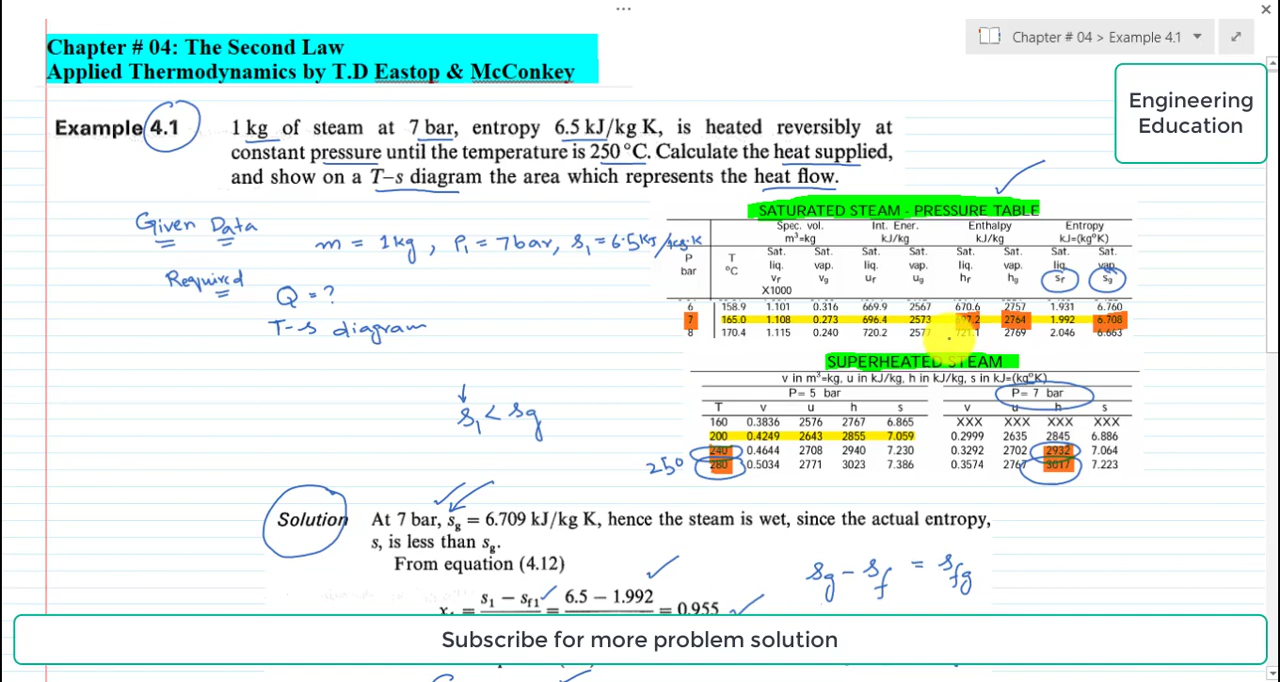 Chapter # 04: The Second Law
Applied Thermodynamics by T.D Eastop & McConkey
Chapter # 04 > Example 4.1
Engineering
Education
Example 4.1 1 kg of steam at 7 bar, entropy 6.5 kJ/kg K, is heated reversibly at
constant pressure until the temperature is 250 °C. Calculate the heat supplied,
and show on a T–s diagram the area which represents the heat flow.
Given Data
m = 1kg, P₁ = 7bar, s₁ = 6.5kJ/kg.K
Required
Q = ?
T-s diagram
SATURATED STEAM - PRESSURE TABLE
Spec. vol. Int. Ener. Enthalpy Entropy
m³=kg kJ/kg kJ/kg kJ=(kg°K)
Sat. Sat. Sat. Sat. Sat. Sat. Sat. Sat.
P T liq. vap. liq. vap. liq. vap. liq. vap.
bar °C vf vg uf ug hf hg sf sg
X1000
6 158.9 1.101 0.316 669.9 2567 670.6 2757 1.931 6.760
7 165.0 1.108 0.273 696.4 2573 2764 1.992 6.708
8 170.4 1.115 0.240 720.2 2577 721.1 2769 2.046 6.663
s₁ < sg
SUPERHEATED STEAM
v in m³=kg, u in kJ/kg, h in kJ/kg, s in kJ=(kg°K)
P= 5 bar P= 7 bar
T v u h s v u h s
160 0.3836 2576 2767 6.865 XXX XXX XXX XXX
200 0.4249 2643 2855 7.059 0.2999 2635 2845 6.886
240 0.4644 2708 2940 7.230 0.3292 2702 2932 7.064
280 0.5034 2771 3023 7.386 0.3574 2767 3017 7.223
250
Solution At 7 bar, sg = 6.709 kJ/kg K, hence the steam is wet, since the actual entropy,
s, is less than sg.
From equation (4.12)
sg - sf = sfg
x₁ = s₁ − sf1 = 6.5 − 1.992 = 0.955
Subscribe for more problem solution